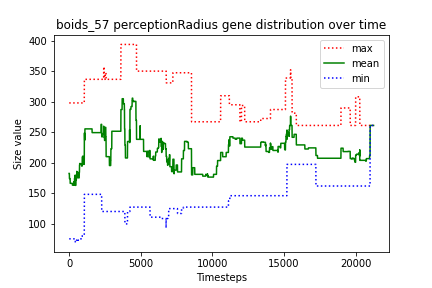 boids_57 perceptionRadius gene distribution over time
400
350
300
250
200
150
100
Size value
max
mean
min
0
5000
10000
15000
20000
Timesteps